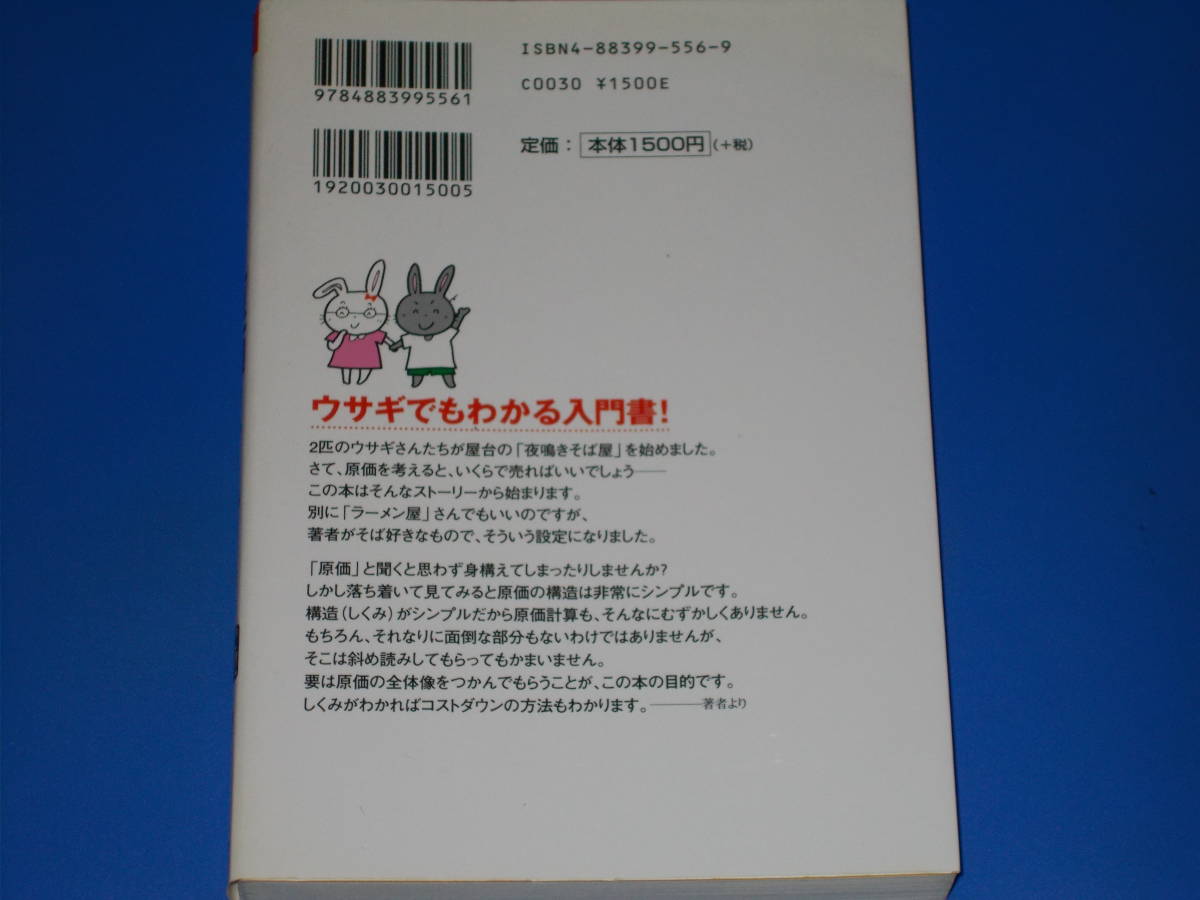 ISBN4-88399-556-9
9784883995561
C0030 ¥1500E
定価： 本体1500円 (+税)
1920030015005
ウサギでもわかる入門書！
2匹のウサギさんたちが屋台の「夜鳴きそば屋」を始めました。
さて、原価を考えると、いくらで売ればいいでしょう――
この本はそんなストーリーから始まります。
別に「ラーメン屋」さんでもいいのですが、
著者がそば好きなもので、そういう設定になりました。
「原価」と聞くと思わず身構えてしまったりしませんか？
しかし落ち着いて見てみると原価の構造は非常にシンプルです。
構造（しくみ）がシンプルだから原価計算も、そんなにむずかしくありません。
もちろん、それなりに面倒な部分もないわけではありませんが、
そこは斜め読みしてもらってもかまいません。
要は原価の全体像をつかんでもらうことが、この本の目的です。
しくみがわかればコストダウンの方法もわかります。――著者より